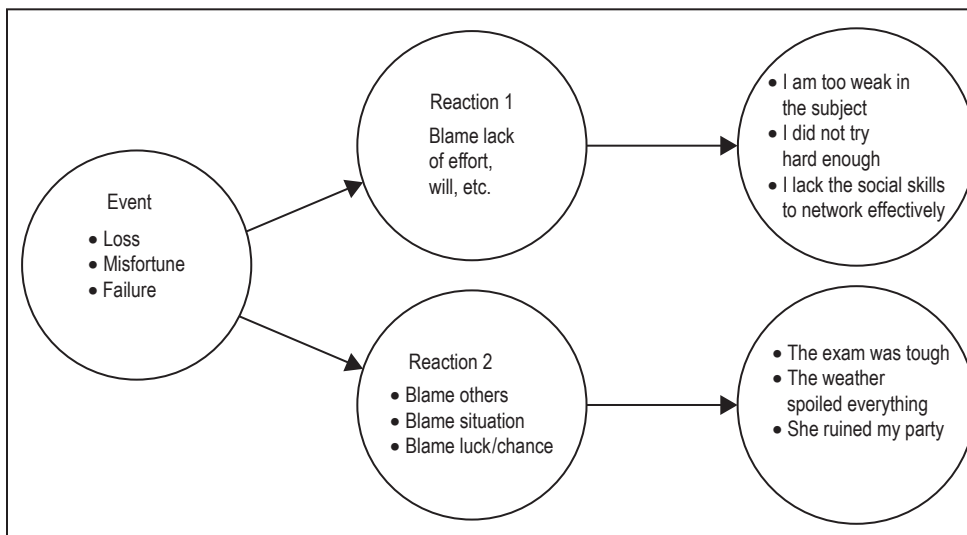 Event
• Loss
• Misfortune
• Failure
Reaction 1
Blame lack
of effort,
will, etc.
• I am too weak in
the subject
• I did not try
hard enough
• I lack the social skills
to network effectively
Reaction 2
• Blame others
• Blame situation
• Blame luck/chance
• The exam was tough
• The weather
spoiled everything
• She ruined my party